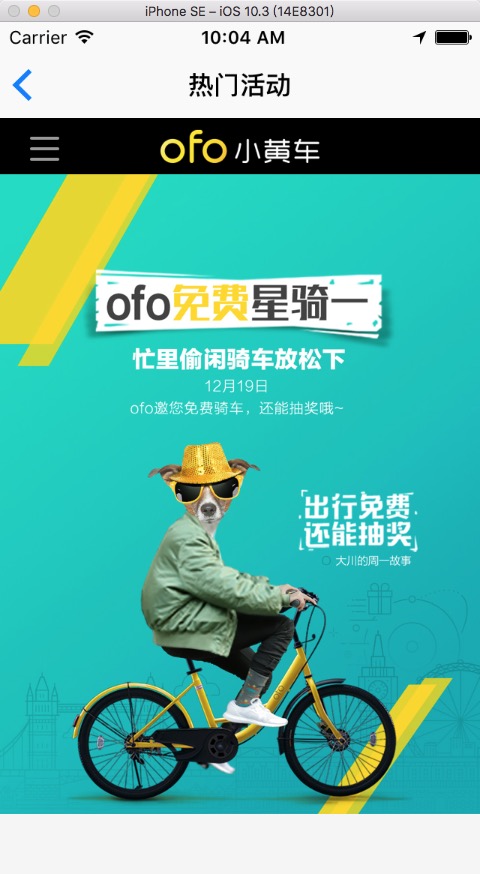 iPhone SE – iOS 10.3 (14E8301)
Carrier 10:04 AM
热门活动
ofo 小黄车
ofo免费星骑一
忙里偷闲骑车放松下
12月19日
ofo邀您免费骑车，还能抽奖哦~
出行免费
还能抽奖
大川的周一故事
ofo